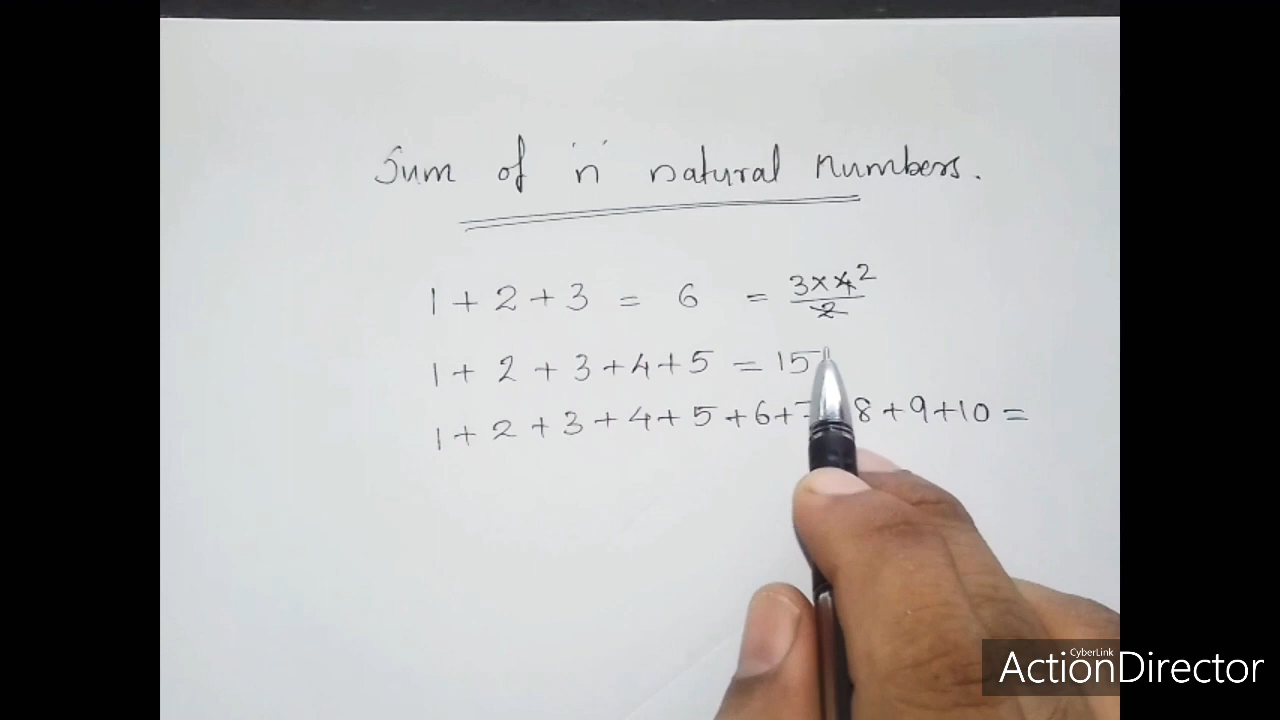 Sum of 'n' natural numbers.
1 + 2 + 3 = 6 = 3×4 2 / 2
1 + 2 + 3 + 4 + 5 = 15
1 + 2 + 3 + 4 + 5 + 6 + 8 + 9 + 10 =
CyberLink
ActionDirector